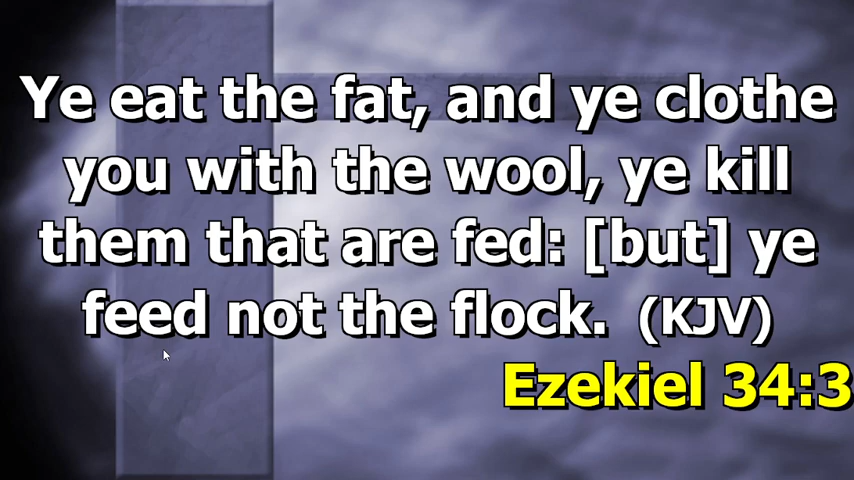 Ye eat the fat, and ye clothe
you with the wool, ye kill
them that are fed: [but] ye
feed not the flock. (KJV)
Ezekiel 34:3